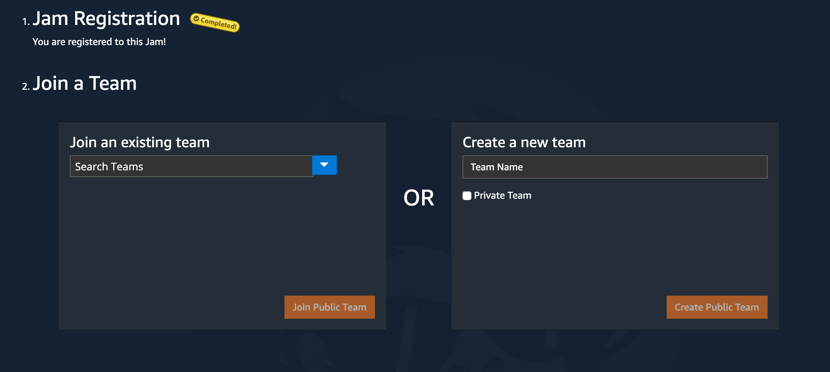 1. Jam Registration Completed!
You are registered to this Jam!
2. Join a Team
Join an existing team
Search Teams
Join Public Team
OR
Create a new team
Team Name
Private Team
Create Public Team